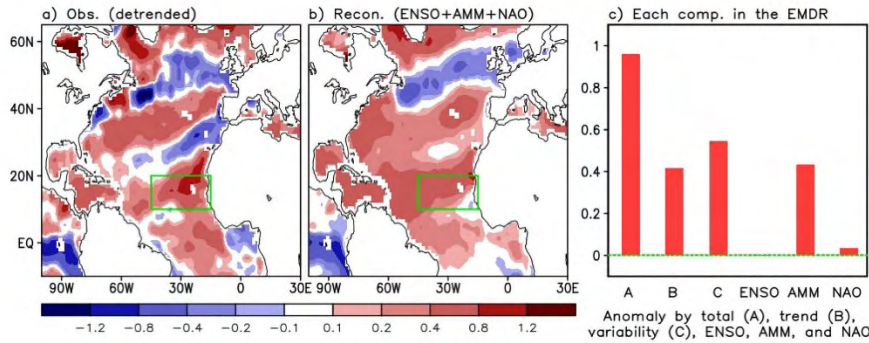 a) Obs. (detrended)
b) Recon. (ENSO+AMM+NAO)
c) Each comp. in the EMDR
60N
40N
20N
EQ
90W 60W 30W 0 30E
90W 60W 30W 0 30E
1
0.8
0.6
0.4
0.2
0
A B C ENSO AMM NAO
-1.2 -0.8 -0.4 -0.2 -0.1 0.1 0.2 0.4 0.8 1.2
Anomaly by total (A), trend (B),
variability (C), ENSO, AMM, and NAO